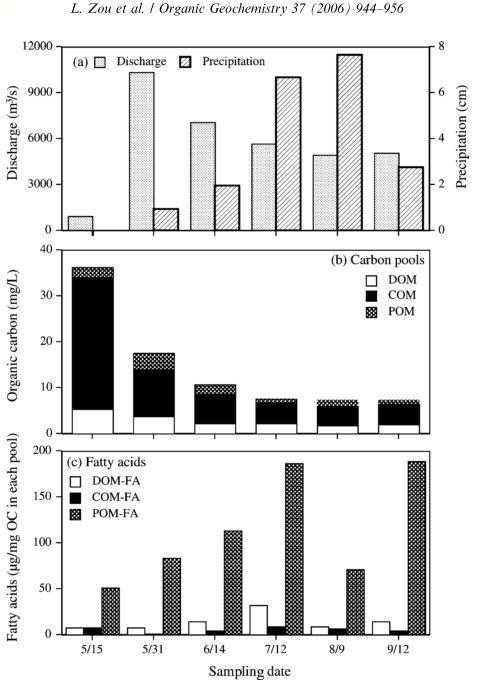 L. Zou et al. / Organic Geochemistry 37 (2006) 944–956
(a) Discharge Precipitation
12000
9000
6000
3000
0
Discharge (m³/s)
8
6
4
2
0
Precipitation (cm)
(b) Carbon pools
DOM
COM
POM
40
30
20
10
0
Organic carbon (mg/L)
(c) Fatty acids
DOM-FA
COM-FA
POM-FA
200
150
100
50
0
Fatty acids (μg/mg OC in each pool)
5/15 5/31 6/14 7/12 8/9 9/12
Sampling date